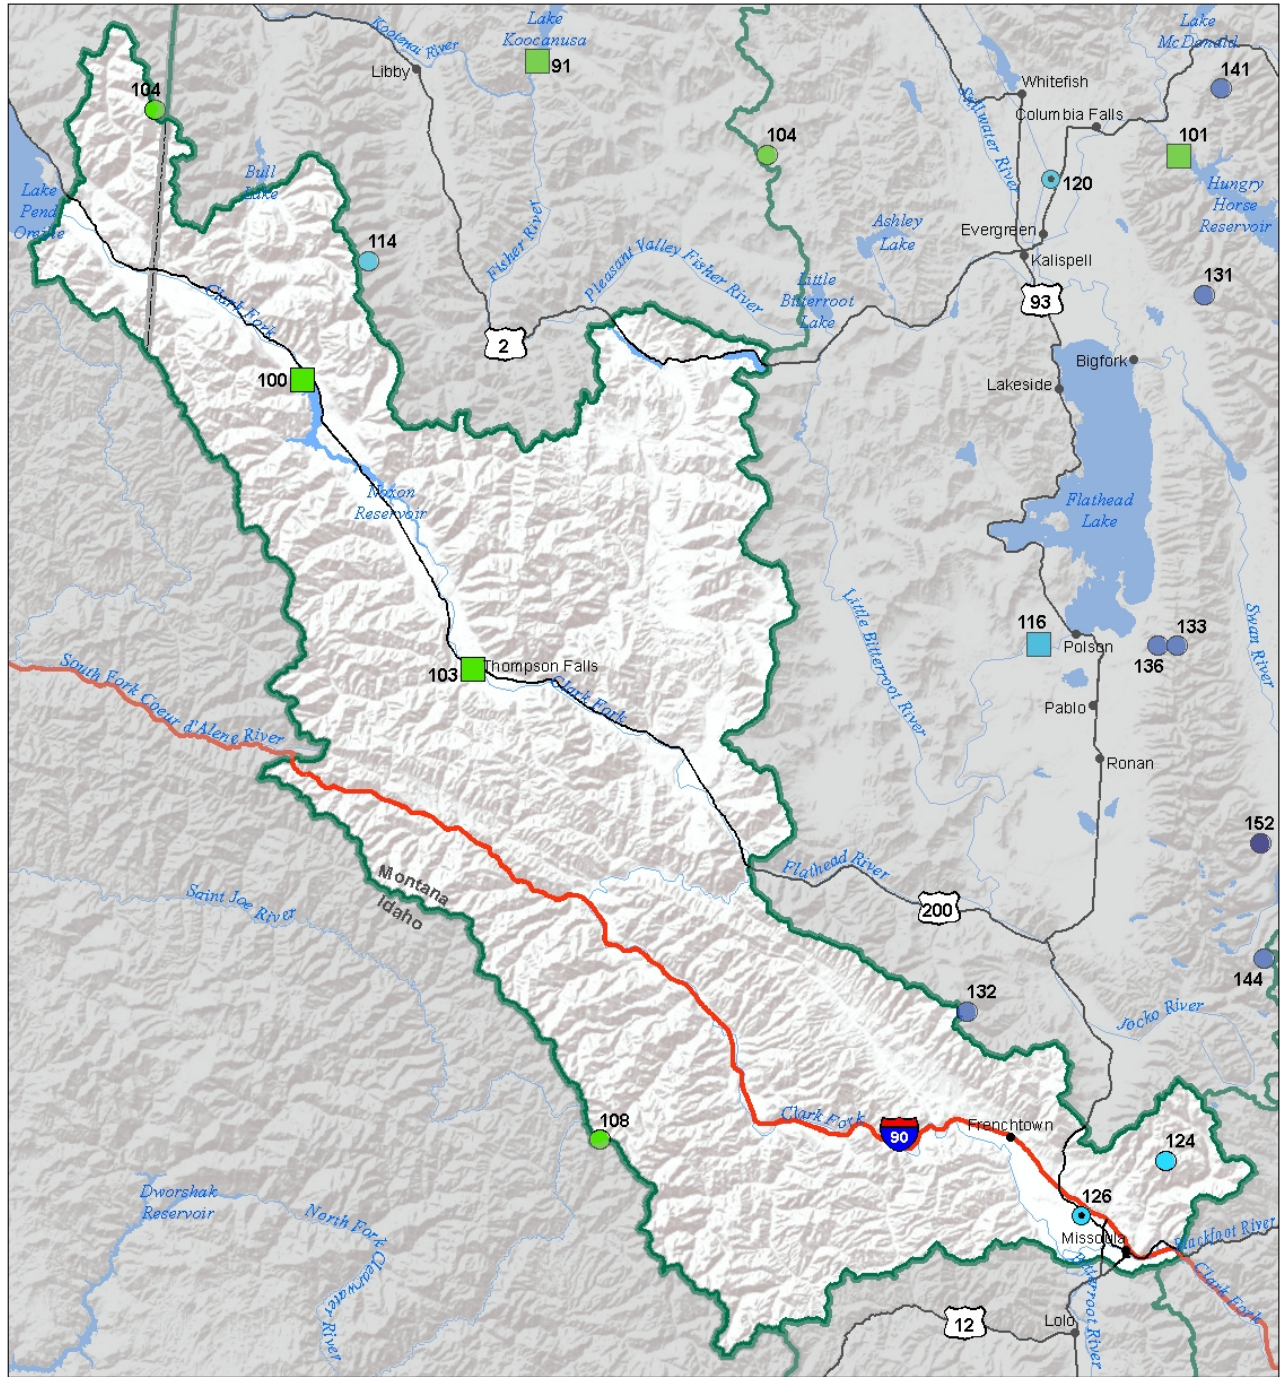 Kootenai River
Lake
Koocanusa
91
Libby
Lake
McDonald
141
Whitefish
Columbia Falls
Stillwater River
104
104
101
120
Bull
Lake
Lake
Pend
Oreille
Hungry
Horse
Reservoir
Ashley
Lake
Evergreen
Kalispell
114
Fisher River
Pleasant Valley Fisher River
Little
Bitterroot
Lake
131
93
Clark Fork
2
Bigfork
Lakeside
100
Noxon
Reservoir
Flathead
Lake
Little Bitterroot River
Swan River
116
Polson
133
136
103
Thompson Falls
Clark Fork
South Fork Coeur d'Alene River
Pablo
Ronan
152
Montana
Idaho
Saint Joe River
Flathead River
200
144
132
Jocko River
108
Clark Fork
90
Frenchtown
124
126
Missoula
Blackfoot River
Dworshak
Reservoir
North Fork Clearwater River
Bitterroot River
Clark Fork
12
Lolo